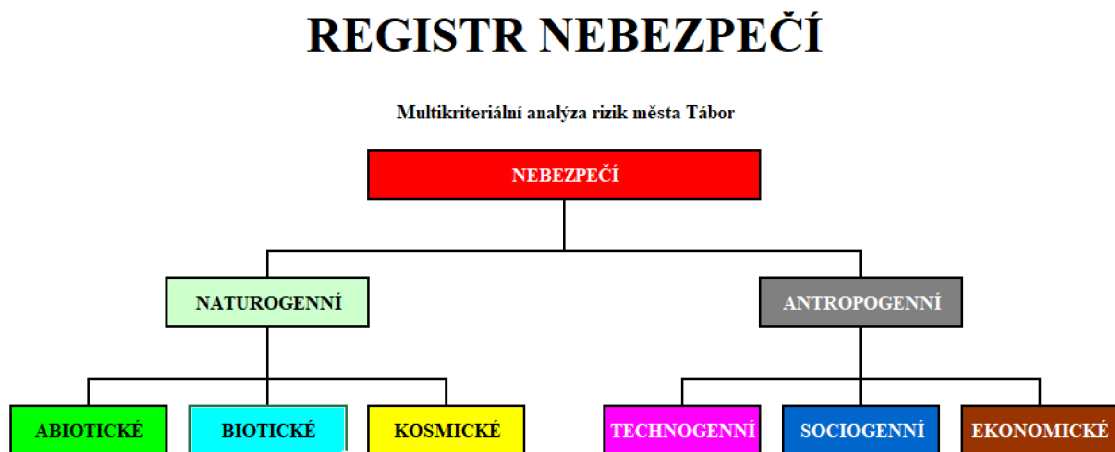 REGISTR NEBEZPEČÍ
Multikriteriální analýza rizik města Tábor
NEBEZPEČÍ
NATUROGENNÍ
ANTROPOGENNÍ
ABIOTICKÉ
BIOTICKÉ
KOSMICKÉ
TECHNOGENNÍ
SOCIOGENNÍ
EKONOMICKÉ